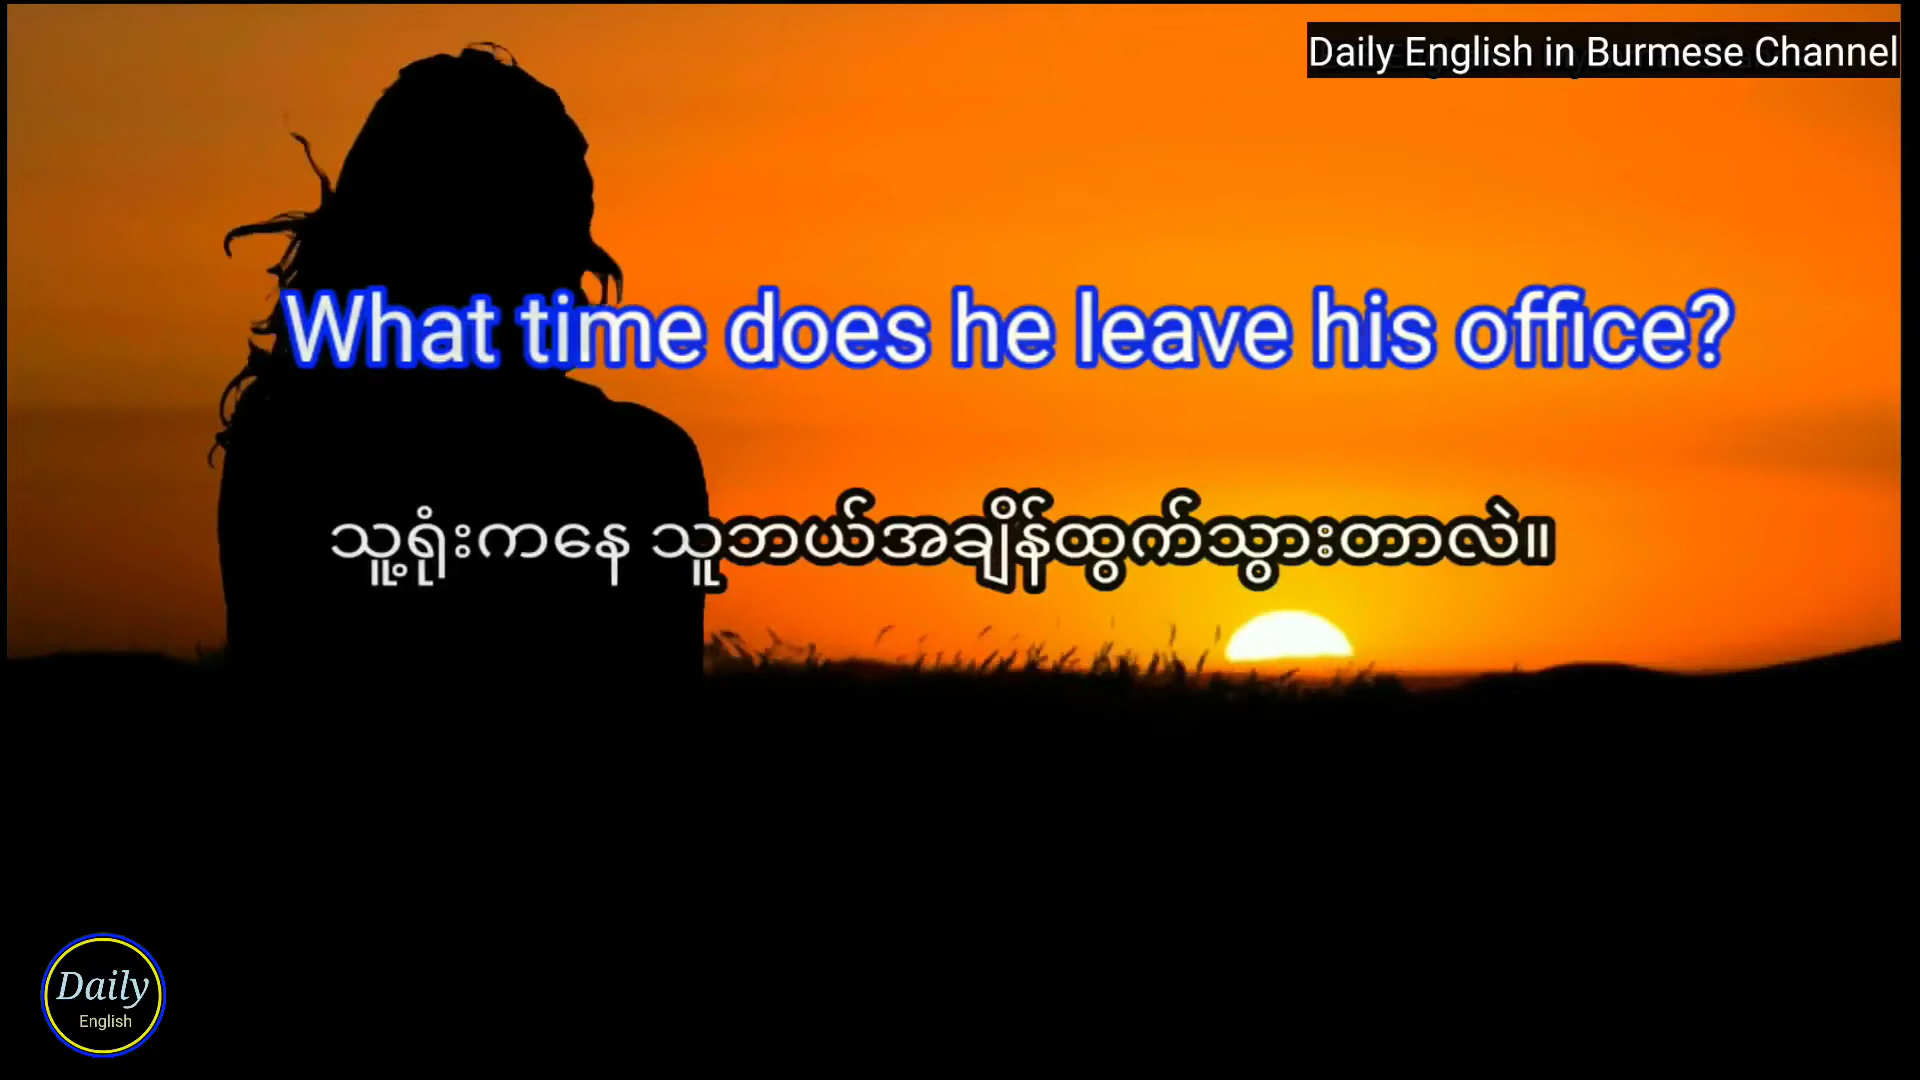 Daily English in Burmese Channel
What time does he leave his office?
သူ့ရုံးကနေ သူဘယ်အချိန်ထွက်သွားတာလဲ။
Daily
English